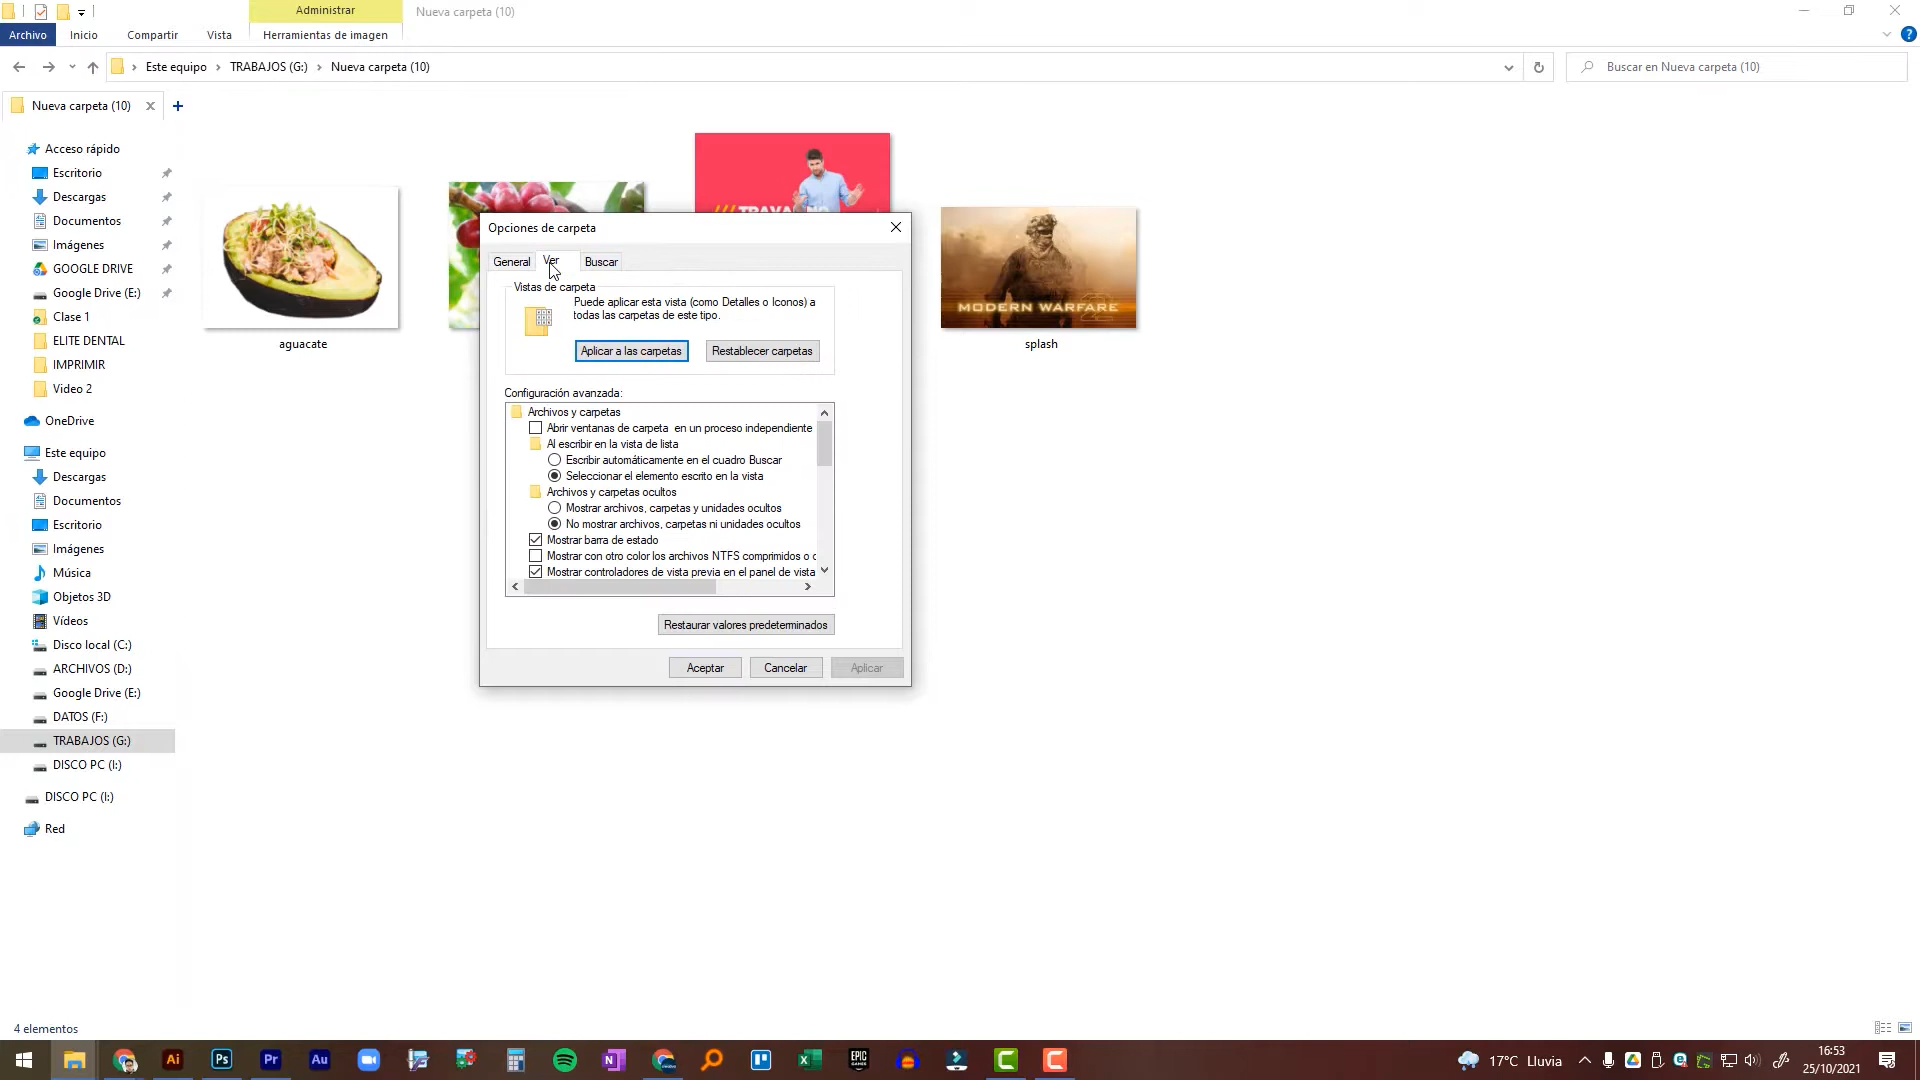 Administrar
Nueva carpeta (10)
Archivo
Inicio
Compartir
Vista
Herramientas de imagen
Este equipo
TRABAJOS (G:)
Nueva carpeta (10)
Buscar en Nueva carpeta (10)
Nueva carpeta (10)
Acceso rápido
Escritorio
Descargas
Documentos
Imágenes
GOOGLE DRIVE
Google Drive (E:)
Clase 1
ELITE DENTAL
IMPRIMIR
Video 2
OneDrive
Este equipo
Descargas
Documentos
Escritorio
Imágenes
Música
Objetos 3D
Vídeos
Disco local (C:)
ARCHIVOS (D:)
Google Drive (E:)
DATOS (F:)
TRABAJOS (G:)
DISCO PC (I:)
DISCO PC (I:)
Red
aguacate
MODERN WARFARE
2
splash
Opciones de carpeta
General
Ver
Buscar
Vistas de carpeta
Puede aplicar esta vista (como Detalles o Iconos) a
todas las carpetas de este tipo.
Aplicar a las carpetas
Restablecer carpetas
Configuración avanzada:
Archivos y carpetas
Abrir ventanas de carpeta en un proceso independiente
Al escribir en la vista de lista
Escribir automáticamente en el cuadro Buscar
Seleccionar el elemento escrito en la vista
Archivos y carpetas ocultos
Mostrar archivos, carpetas y unidades ocultos
No mostrar archivos, carpetas ni unidades ocultos
Mostrar barra de estado
Mostrar con otro color los archivos NTFS comprimidos o c
Mostrar controladores de vista previa en el panel de vista
Restaurar valores predeterminados
Aceptar
Cancelar
Aplicar
4 elementos
Ai
Ps
Pr
Au
EPIC
GAMES
17°C Lluvia
16:53
25/10/2021